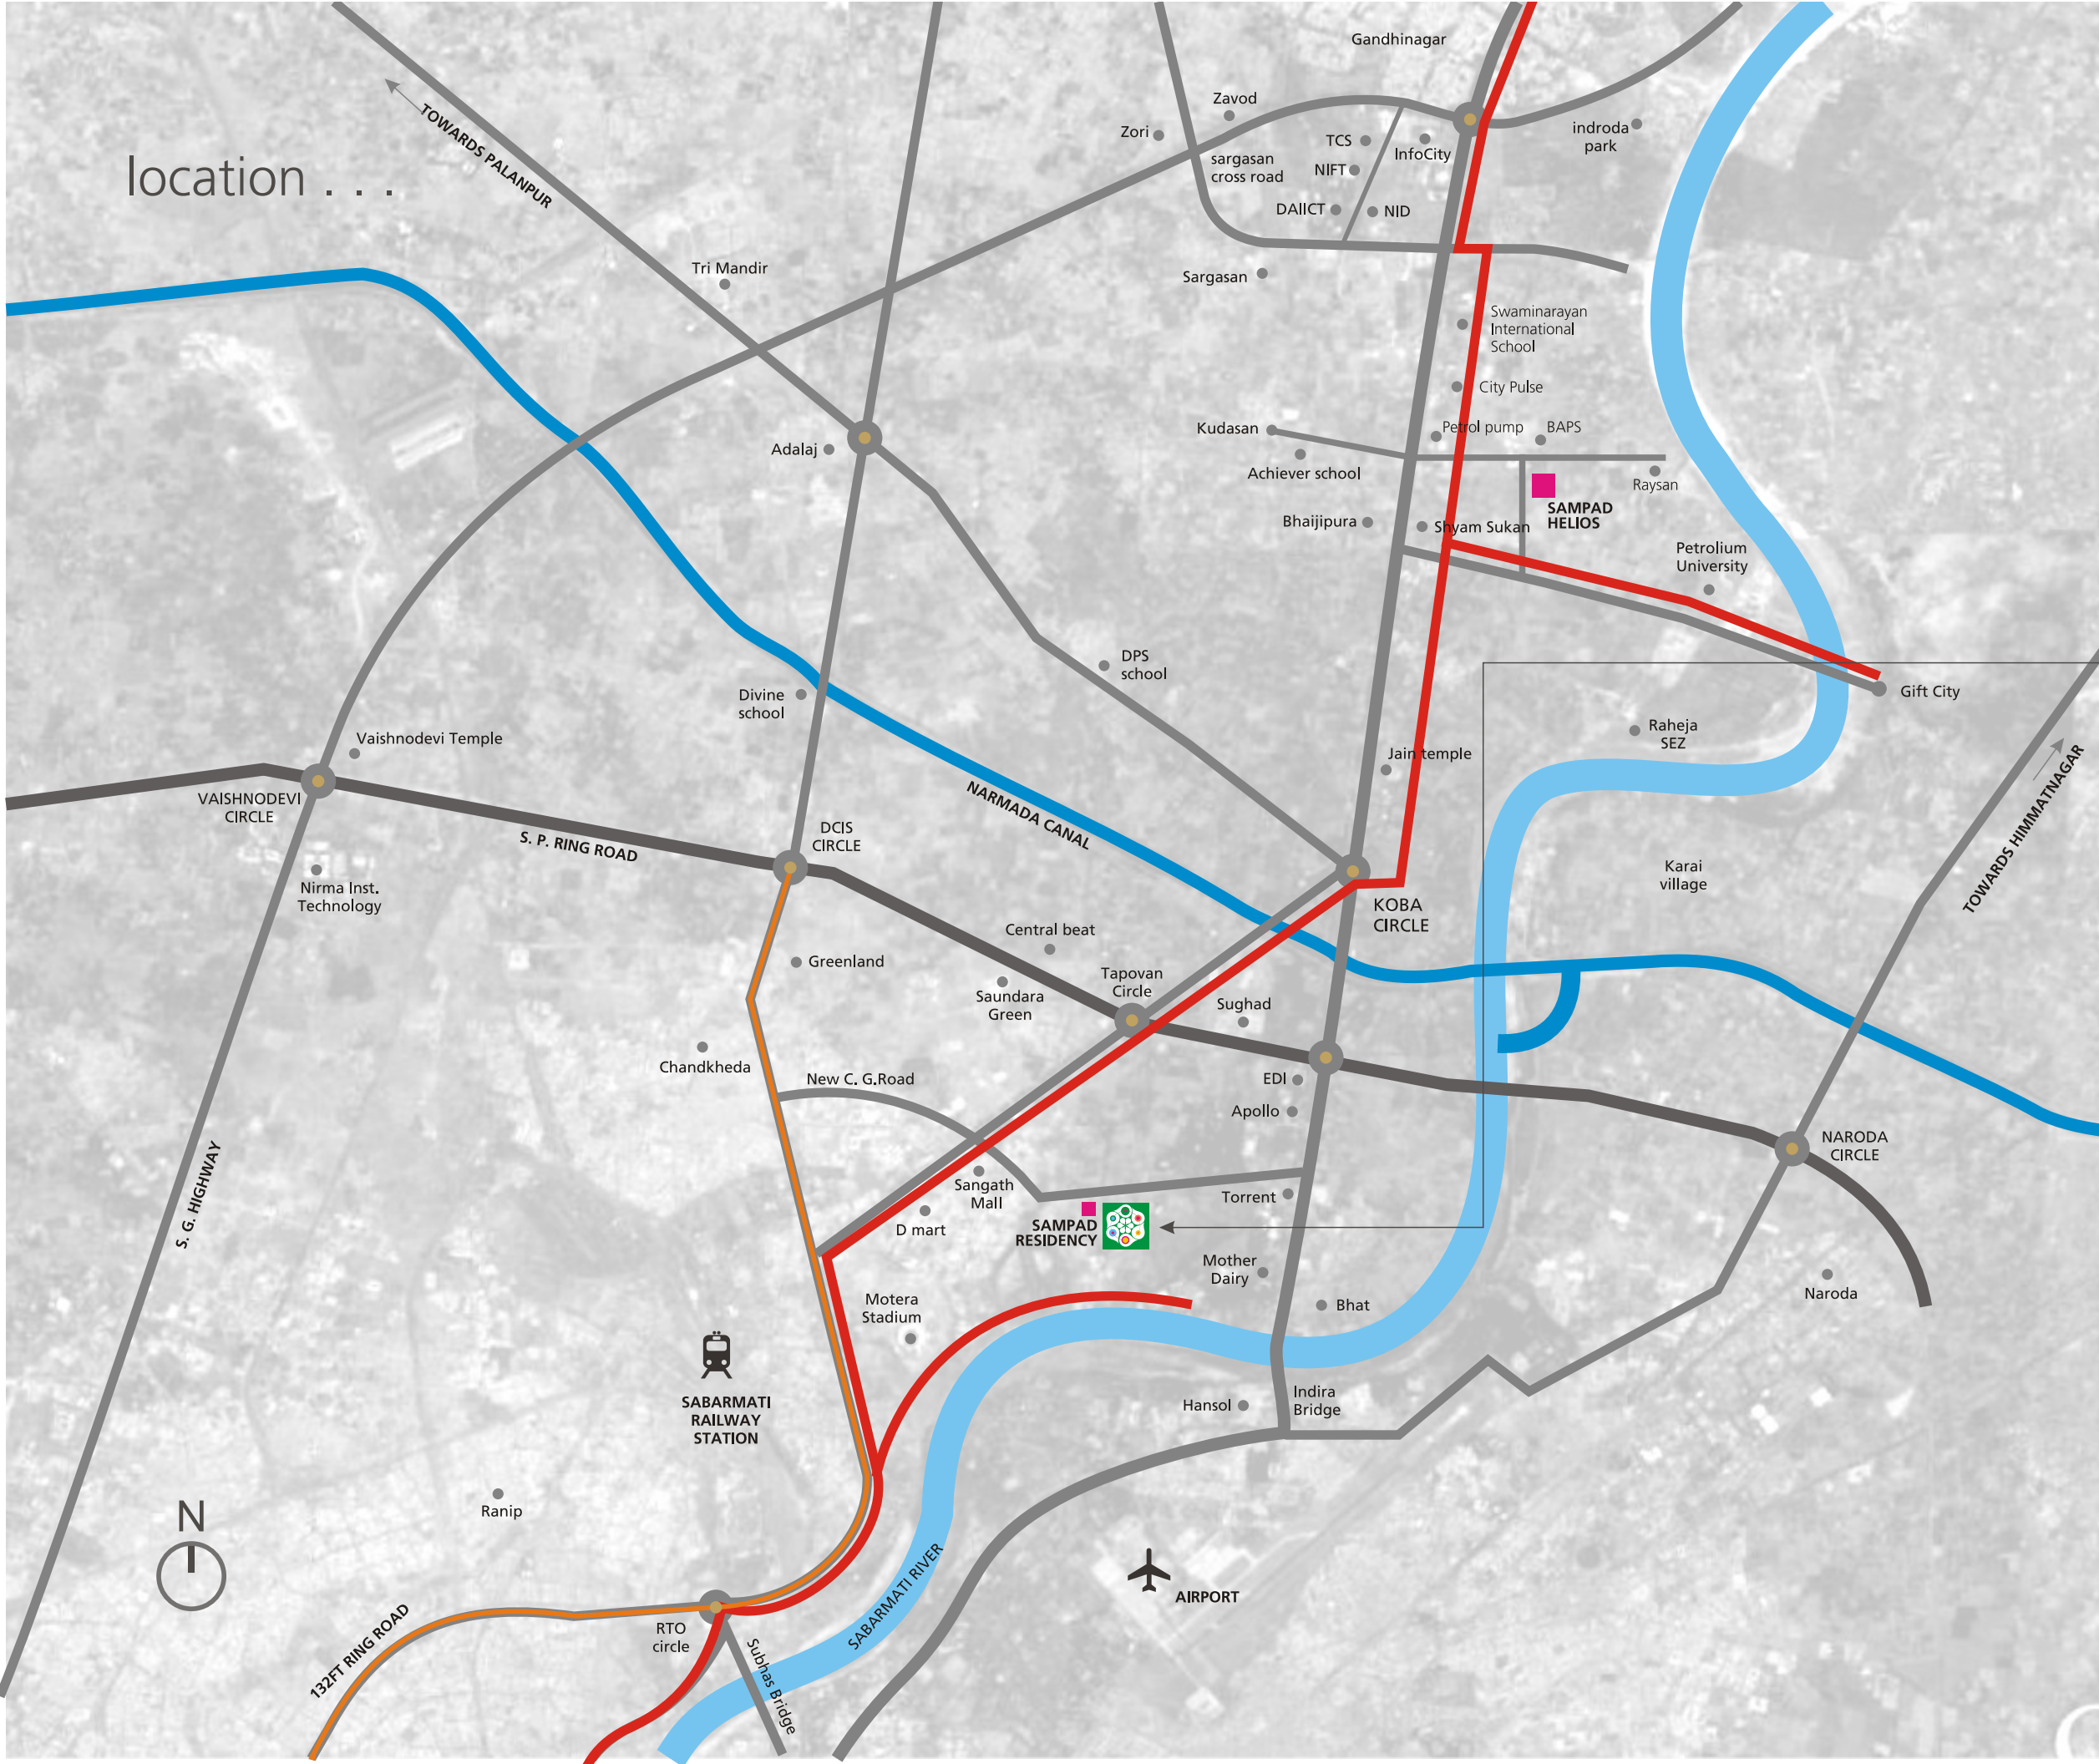 Gandhinagar
location . . .
TOWARDS PALANPUR
Zavod
Zori
sargasan
cross road
TCS
InfoCity
NIFT
DAIICT
NID
indroda
park
Tri Mandir
Sargasan
Swaminarayan
International
School
City Pulse
Kudasan
Petrol pump
BAPS
Adalaj
Achiever school
Raysan
SAMPAD
HELIOS
Bhaijipura
Shyam Sukan
Petrolium
University
DPS
school
Divine
school
Gift City
Raheja
SEZ
Vaishnodevi Temple
Jain temple
VAISHNODEVI
CIRCLE
S. P. RING ROAD
DCIS
CIRCLE
NARMADA CANAL
TOWARDS HIMMATNAGAR
Nirma Inst.
Technology
Karai
village
KOBA
CIRCLE
Central beat
Greenland
Tapovan
Circle
Saundara
Green
Sughad
Chandkheda
New C. G.Road
EDI
Apollo
NARODA
CIRCLE
S. G. HIGHWAY
Sangath
Mall
Torrent
D mart
SAMPAD
RESIDENCY
Mother
Dairy
Motera
Stadium
Bhat
Naroda
SABARMATI
RAILWAY
STATION
Hansol
Indira
Bridge
Ranip
N
SABARMATI RIVER
AIRPORT
132FT RING ROAD
RTO
circle
Subhas Bridge